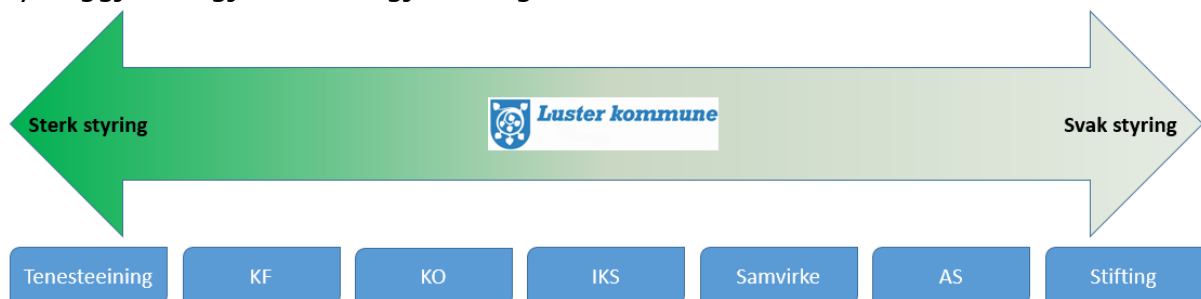 Luster kommune
Sterk styring
Svak styring
Tenesteeining KF KO IKS Samvirke AS Stifting